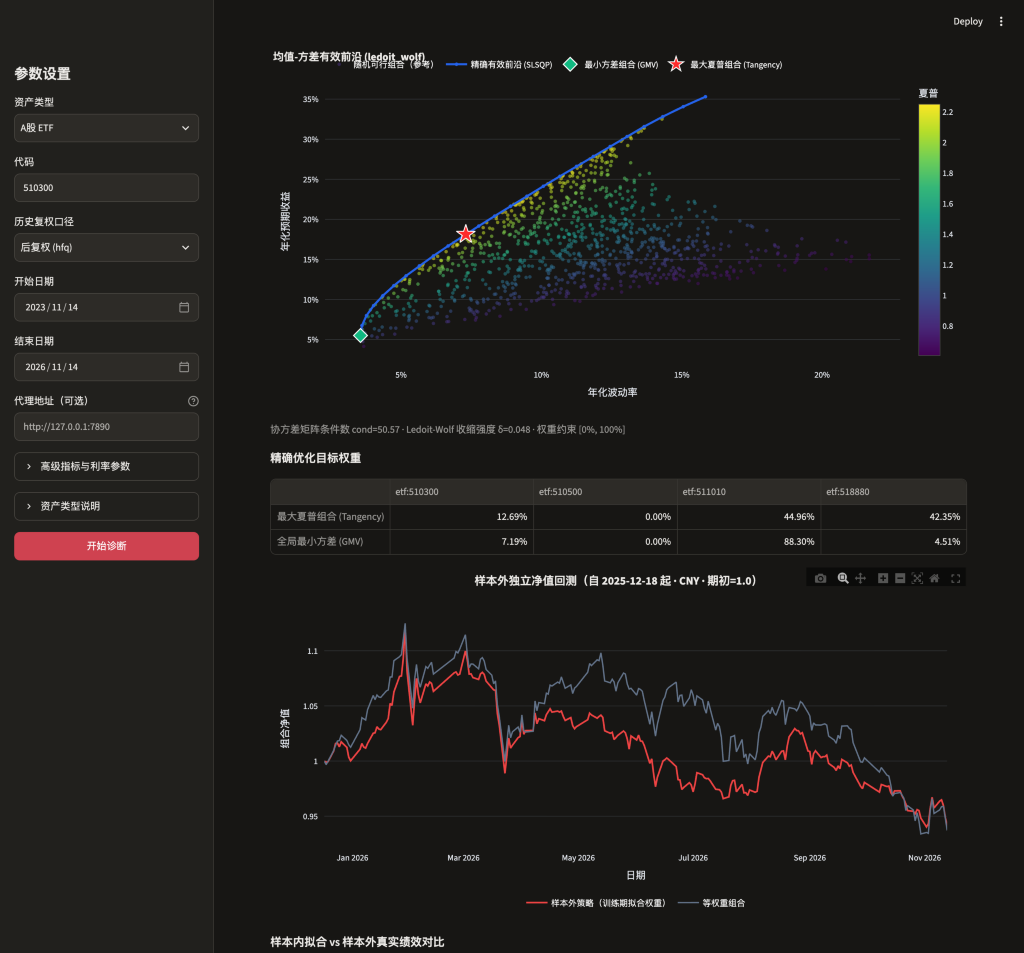 Deploy
参数设置
资产类型
A股 ETF
代码
510300
历史复权口径
后复权 (hfq)
开始日期
2023 / 11 / 14
结束日期
2026 / 11 / 14
代理地址（可选）
http://127.0.0.1:7890
高级指标与利率参数
资产类型说明
开始诊断
均值-方差有效前沿 (ledoit_wolf)
随机可行组合（参考） 精确有效前沿 (SLSQP) 最小方差组合 (GMV) 最大夏普组合 (Tangency)
夏普
2.2
2
1.8
1.6
1.4
1.2
1
0.8
年化预期收益
35%
30%
25%
20%
15%
10%
5%
5% 10% 15% 20%
年化波动率
协方差矩阵条件数 cond=50.57 · Ledoit-Wolf 收缩强度 δ=0.048 · 权重约束 [0%, 100%]
精确优化目标权重
etf:510300 etf:510500 etf:511010 etf:518880
最大夏普组合 (Tangency) 12.69% 0.00% 44.96% 42.35%
全局最小方差 (GMV) 7.19% 0.00% 88.30% 4.51%
样本外独立净值回测（自 2025-12-18 起 · CNY · 期初=1.0）
组合净值
1.1
1.05
1
0.95
Jan 2026 Mar 2026 May 2026 Jul 2026 Sep 2026 Nov 2026
日期
样本外策略（训练期拟合权重） 等权重组合
样本内拟合 vs 样本外真实绩效对比